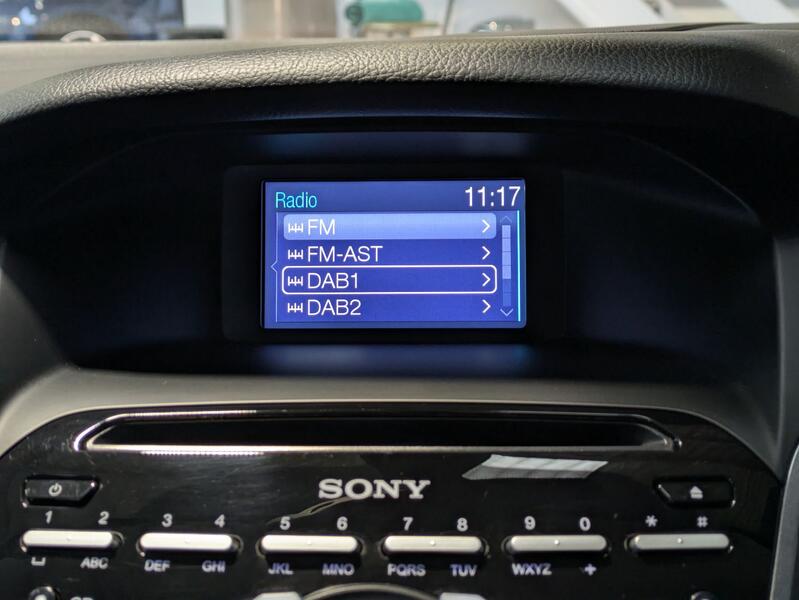 Radio 11:17
FM
FM-AST
DAB1
DAB2
SONY
1 2 3 4 5 6 7 8 9 0 * #
ABC DEF GHI JKL MNO PQRS TUV WXYZ +